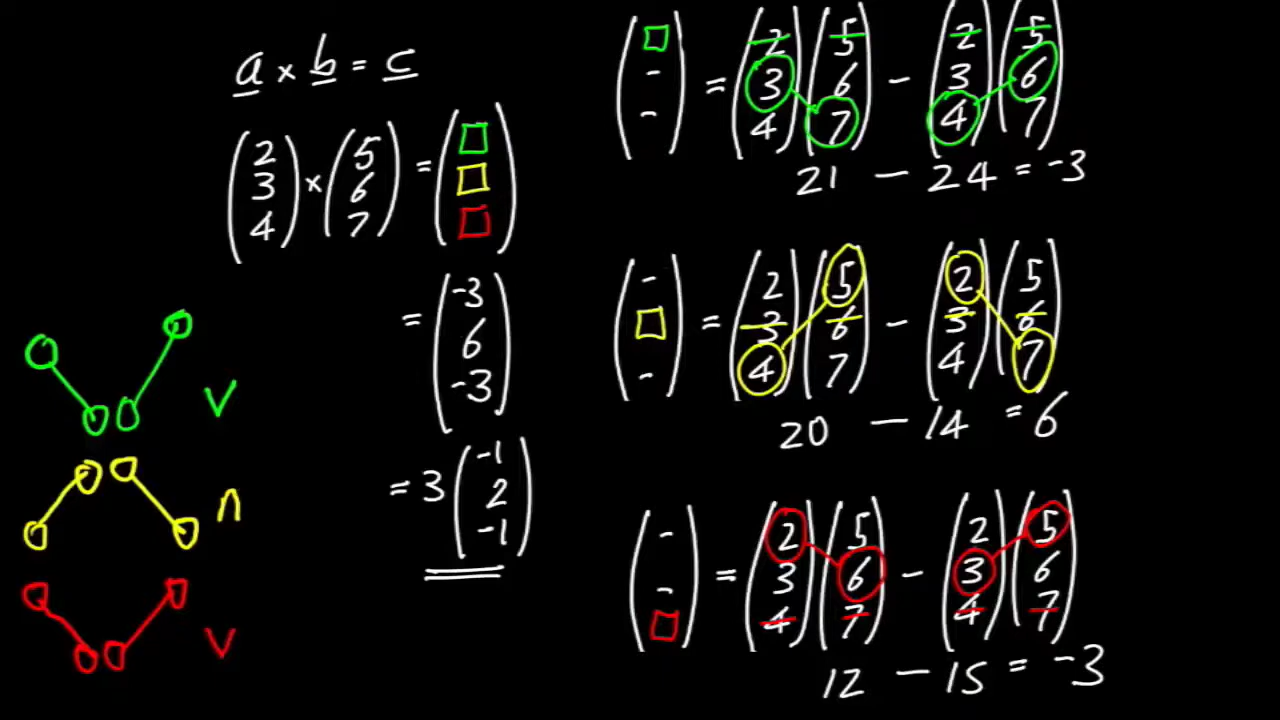 a × b = c
(2 3 4) × (5 6 7) = (□ □ □)
= (-3 6 -3)
= 3 (-1 2 -1)
V
n
V
(□ - -) = (2 3 4) (5 6 7) - (2 3 4) (5 6 7)
21 - 24 = -3
(- □ -) = (2 3 4) (5 6 7) - (2 3 4) (5 6 7)
20 - 14 = 6
(- - □) = (2 3 4) (5 6 7) - (2 3 4) (5 6 7)
12 - 15 = -3